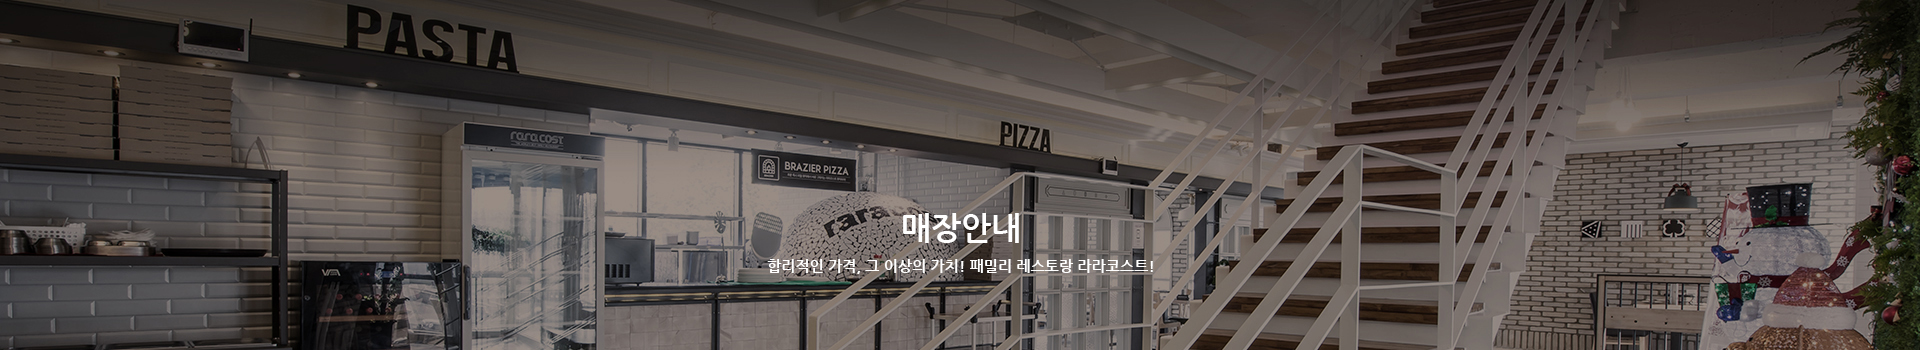 PASTA
PIZZA
rara cost
BRAZIER PIZZA
rara
매장안내
합리적인 가격, 그 이상의 가치! 패밀리 레스토랑 라라코스트!